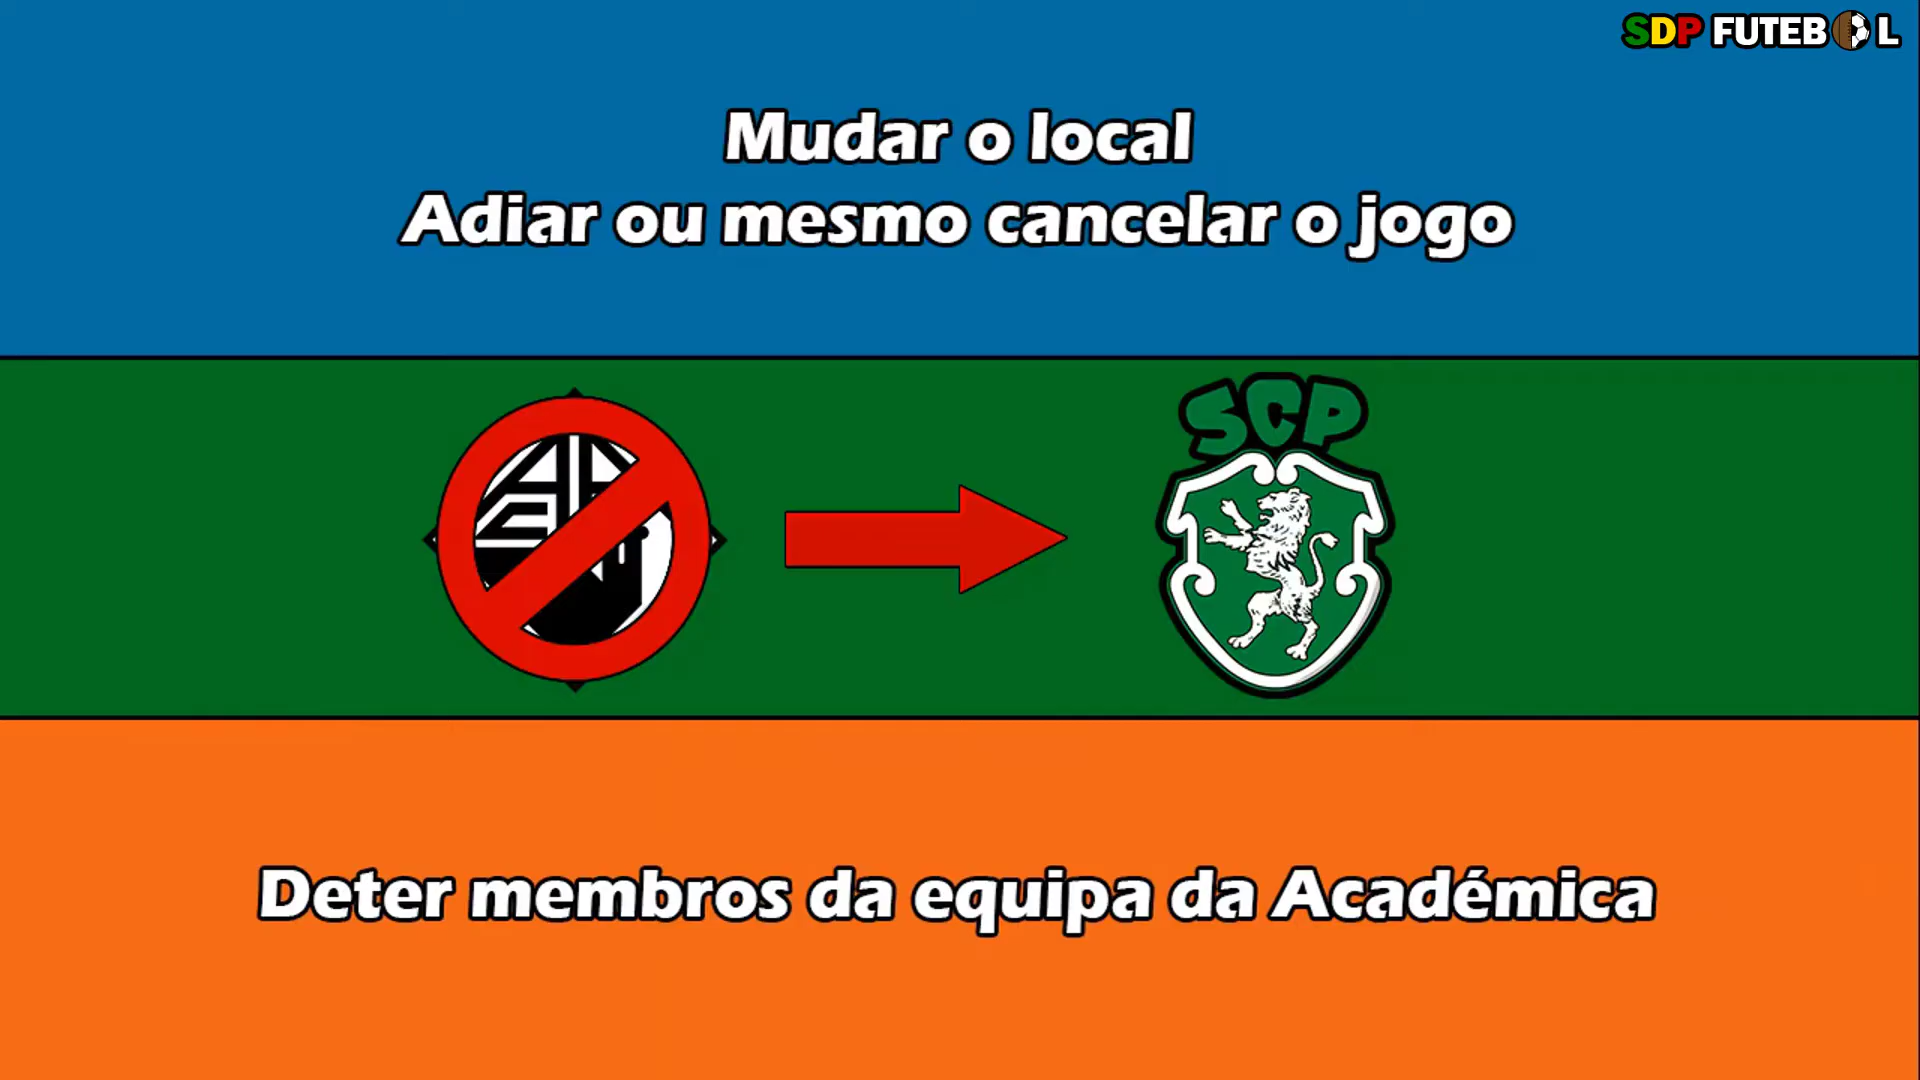 SDP FUTEBOL
Mudar o local
Adiar ou mesmo cancelar o jogo
SCP
Deter membros da equipa da Académica